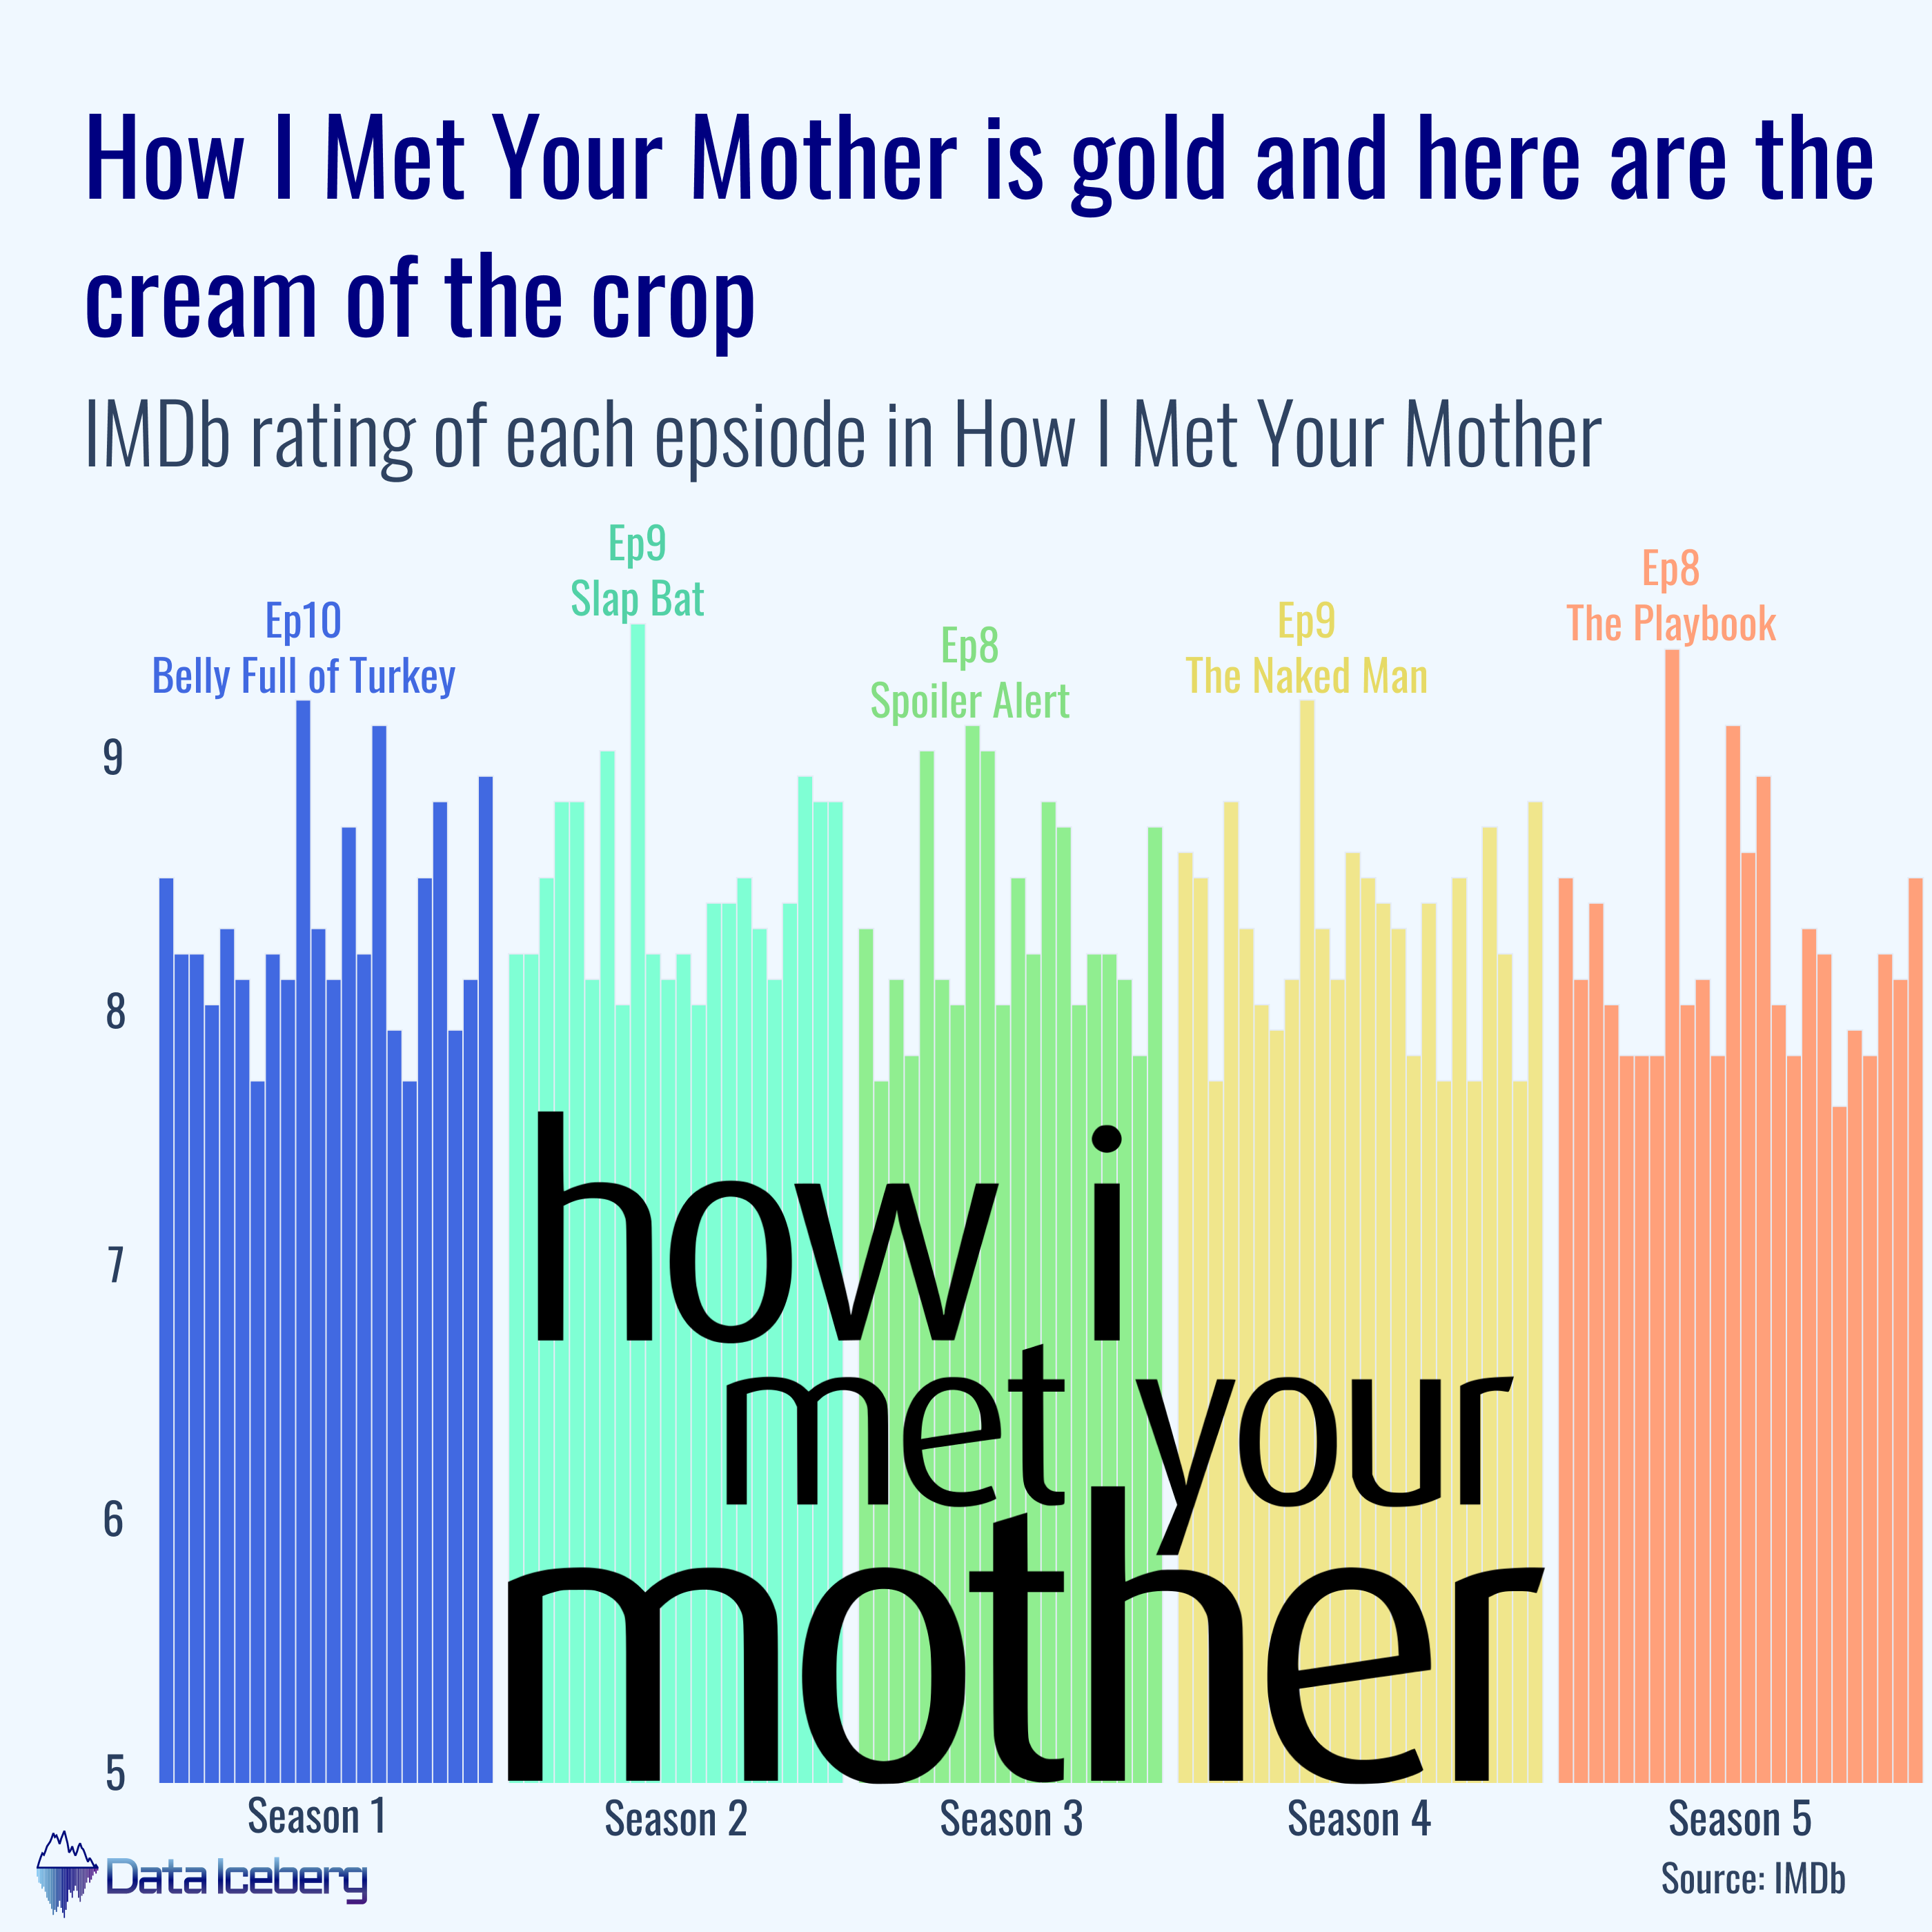 How I Met Your Mother is gold and here are the
cream of the crop
IMDb rating of each epsiode in How I Met Your Mother
Ep10
Belly Full of Turkey
Ep9
Slap Bat
Ep8
Spoiler Alert
Ep9
The Naked Man
Ep8
The Playbook
9
8
7
6
5
how i
met your
mother
Season 1
Season 2
Season 3
Season 4
Season 5
Data Iceberg
Source: IMDb